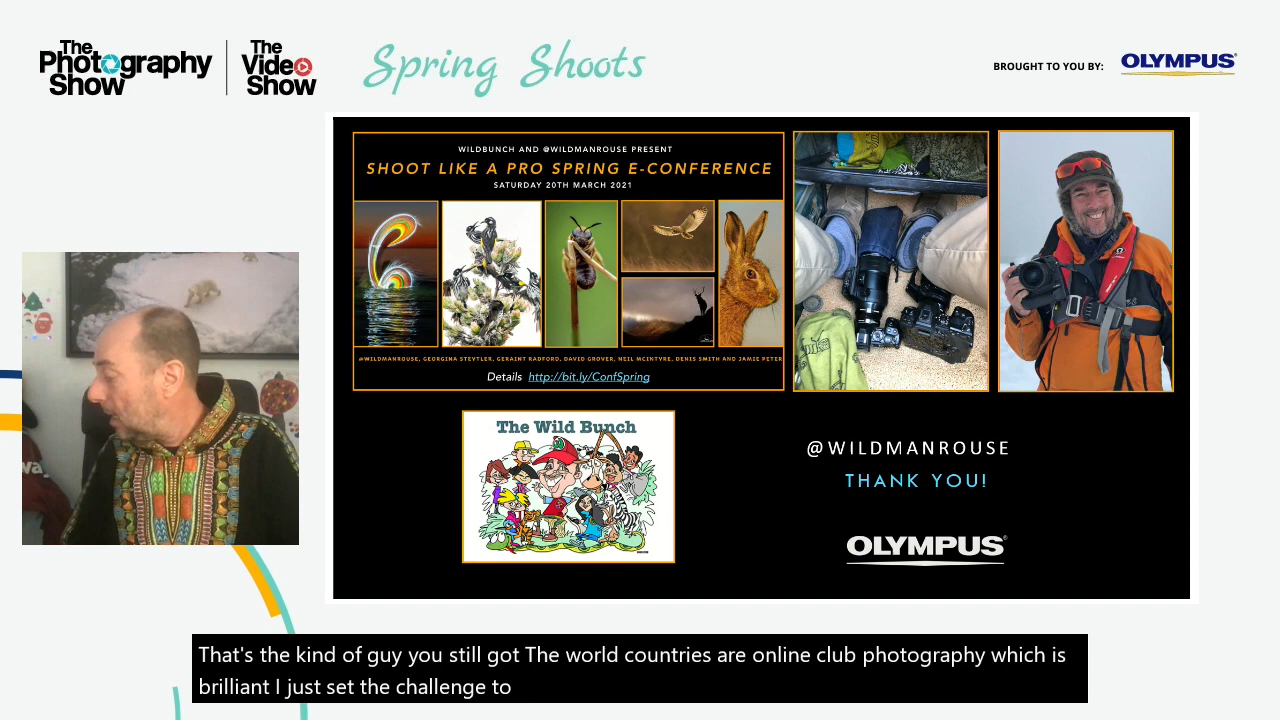 The Photography Show
The Video Show
Spring Shoots
BROUGHT TO YOU BY:
OLYMPUS®
WILDBUNCH AND @WILDMANROUSE PRESENT
SHOOT LIKE A PRO SPRING E-CONFERENCE
SATURDAY 20TH MARCH 2021
@WILDMANROUSE, GEORGINA STEYTLER, GERAINT RADFORD, DAVID GROVER, NEIL MCINTYRE, DENIS SMITH AND JAMIE PETER
Details http://bit.ly/ConfSpring
The Wild Bunch
@WILDMANROUSE
THANK YOU!
OLYMPUS®
That's the kind of guy you still got The world countries are online club photography which is
brilliant I just set the challenge to